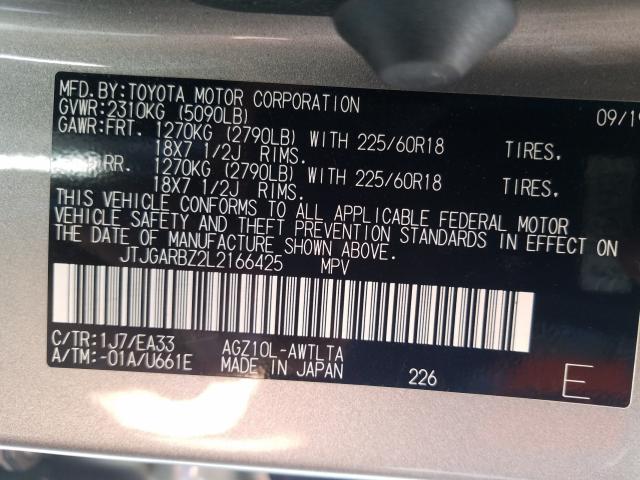 MFD.BY:TOYOTA MOTOR CORPORATION 09/19
GVWR:2310KG (5090LB)
GAWR:FRT. 1270KG (2790LB) WITH 225/60R18 TIRES.
18X7 1/2J RIMS.
RR. 1270KG (2790LB) WITH 225/60R18 TIRES.
18X7 1/2J RIMS.
THIS VEHICLE CONFORMS TO ALL APPLICABLE FEDERAL MOTOR
VEHICLE SAFETY AND THEFT PREVENTION STANDARDS IN EFFECT ON
THE DATE OF MANUFACTURE SHOWN ABOVE.
JTJGARBZ2L2166425 MPV
C/TR:1J7/EA33 AGZ10L-AWTLTA
A/TM:-01A/U661E MADE IN JAPAN 226 E